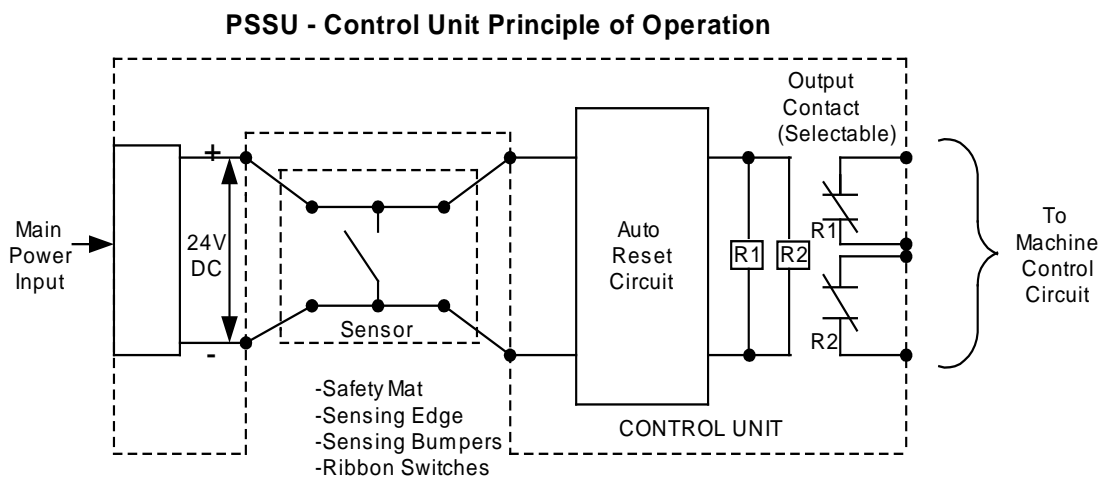 PSSU - Control Unit Principle of Operation
Output
Contact
(Selectable)
+
Main
Power
Input
24V
DC
-
Sensor
Auto
Reset
Circuit
R1
R2
R1
R2
To
Machine
Control
Circuit
-Safety Mat
-Sensing Edge
-Sensing Bumpers
-Ribbon Switches
CONTROL UNIT